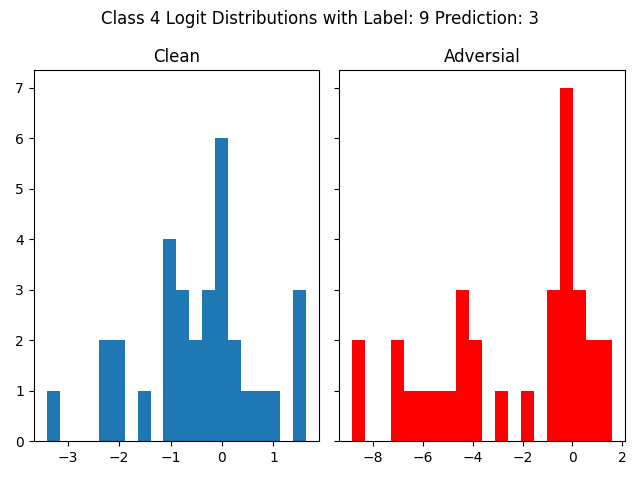 Class 4 Logit Distributions with Label: 9 Prediction: 3
Clean
Adversial
7
6
5
4
3
2
1
0
−3 −2 −1 0 1
−8 −6 −4 −2 0 2